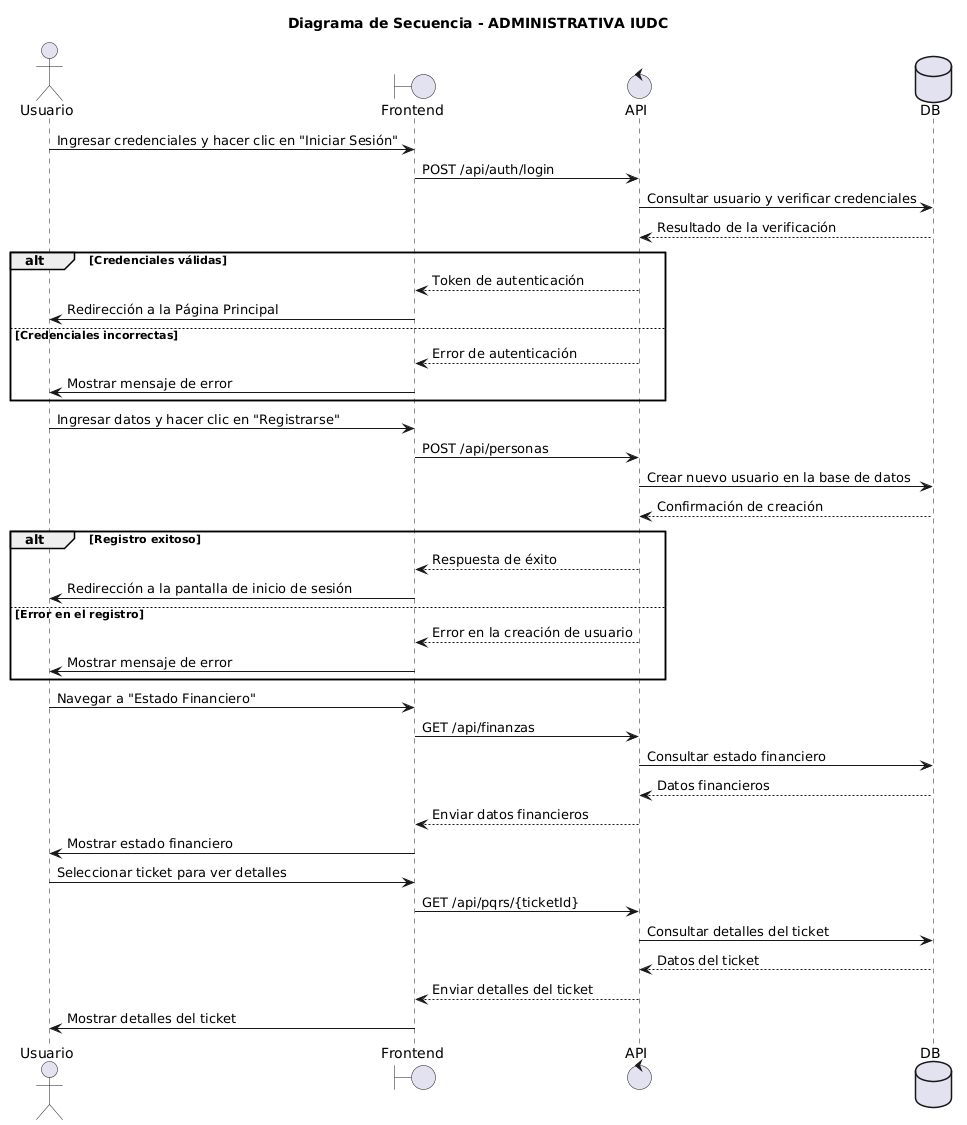 Diagrama de Secuencia - ADMINISTRATIVA IUDC
Usuario
Frontend
API
DB
Ingresar credenciales y hacer clic en "Iniciar Sesión"
POST /api/auth/login
Consultar usuario y verificar credenciales
Resultado de la verificación
alt [Credenciales válidas]
Token de autenticación
Redirección a la Página Principal
[Credenciales incorrectas]
Error de autenticación
Mostrar mensaje de error
Ingresar datos y hacer clic en "Registrarse"
POST /api/personas
Crear nuevo usuario en la base de datos
Confirmación de creación
alt [Registro exitoso]
Respuesta de éxito
Redirección a la pantalla de inicio de sesión
[Error en el registro]
Error en la creación de usuario
Mostrar mensaje de error
Navegar a "Estado Financiero"
GET /api/finanzas
Consultar estado financiero
Datos financieros
Enviar datos financieros
Mostrar estado financiero
Seleccionar ticket para ver detalles
GET /api/pqrs/{ticketId}
Consultar detalles del ticket
Datos del ticket
Enviar detalles del ticket
Mostrar detalles del ticket
Usuario
Frontend
API
DB